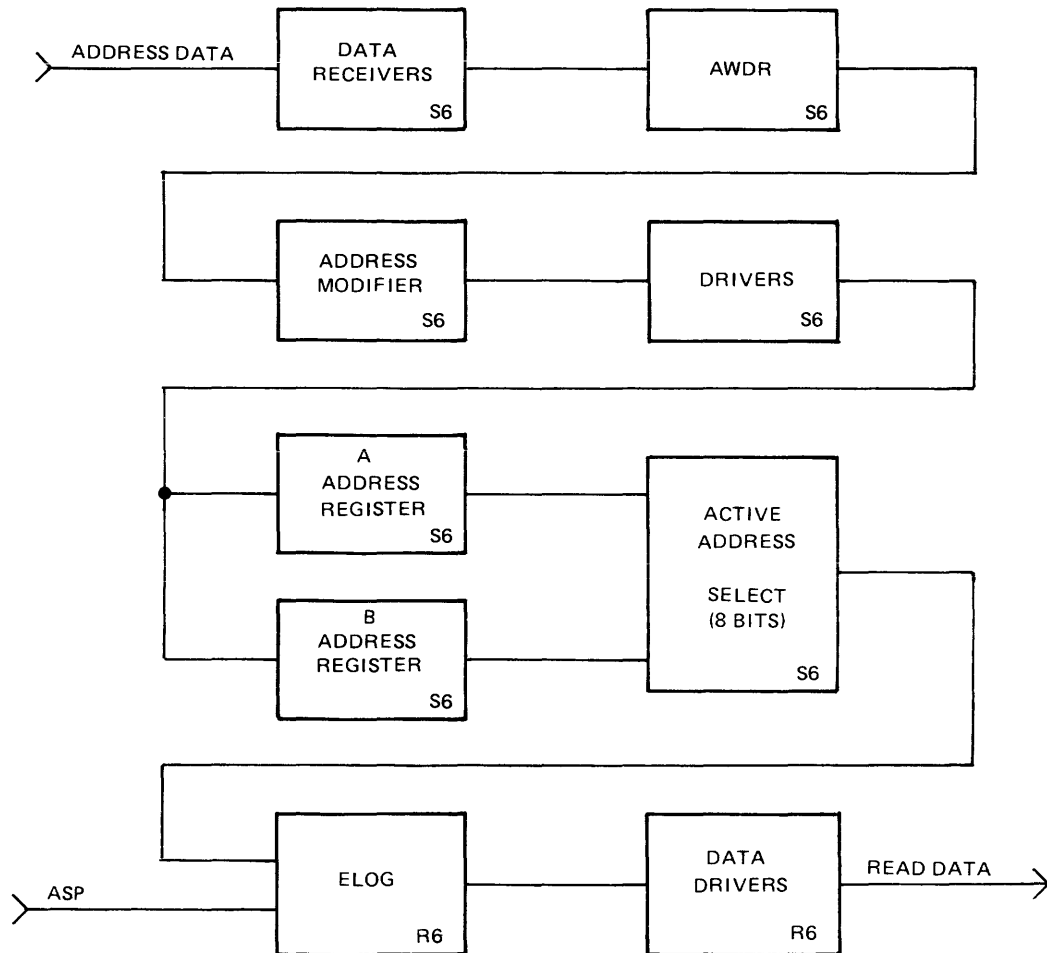 ADDRESS DATA
DATA
RECEIVERS
S6
AWDR
S6
ADDRESS
MODIFIER
S6
DRIVERS
S6
A
ADDRESS
REGISTER
S6
B
ADDRESS
REGISTER
S6
ACTIVE
ADDRESS
SELECT
(8 BITS)
S6
ASP
ELOG
R6
DATA
DRIVERS
R6
READ DATA